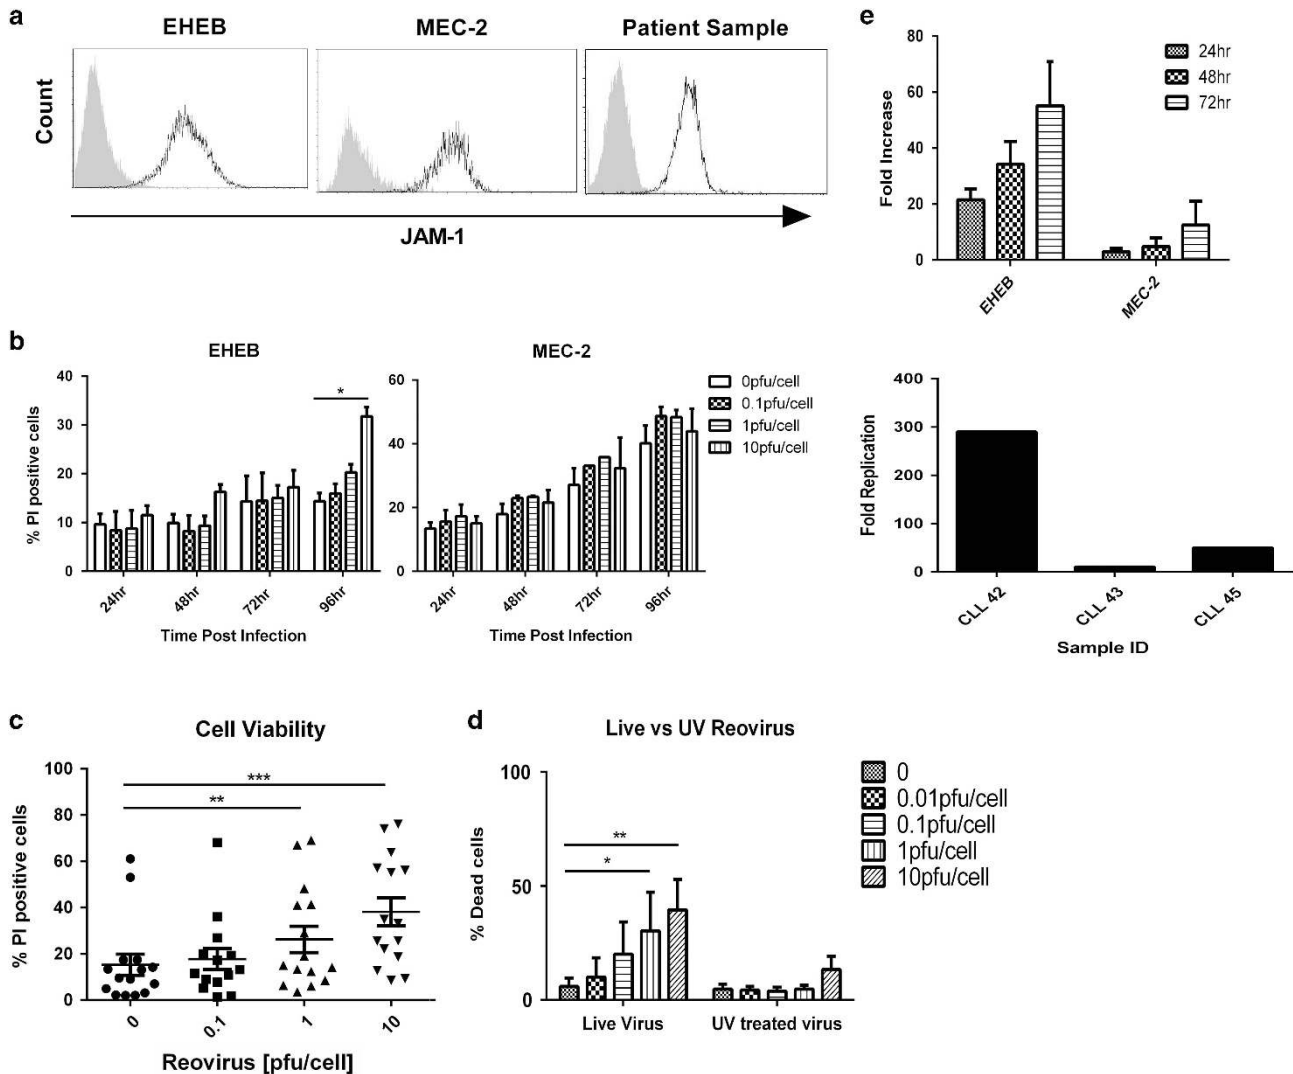 a
EHEB
MEC-2
Patient Sample
Count
JAM-1
e
80
60
40
20
0
Fold Increase
24hr
48hr
72hr
EHEB
MEC-2
b
EHEB
40
30
20
10
0
% PI positive cells
*
24hr
48hr
72hr
96hr
Time Post Infection
MEC-2
60
40
20
0
0pfu/cell
0.1pfu/cell
1pfu/cell
10pfu/cell
24hr
48hr
72hr
96hr
Time Post Infection
400
300
200
100
0
Fold Replication
CLL 42
CLL 43
CLL 45
Sample ID
c
Cell Viability
100
80
60
40
20
0
% PI positive cells
***
**
0
0.1
1
10
Reovirus [pfu/cell]
d
Live vs UV Reovirus
100
50
0
% Dead cells
**
*
Live Virus
UV treated virus
0
0.01pfu/cell
0.1pfu/cell
1pfu/cell
10pfu/cell